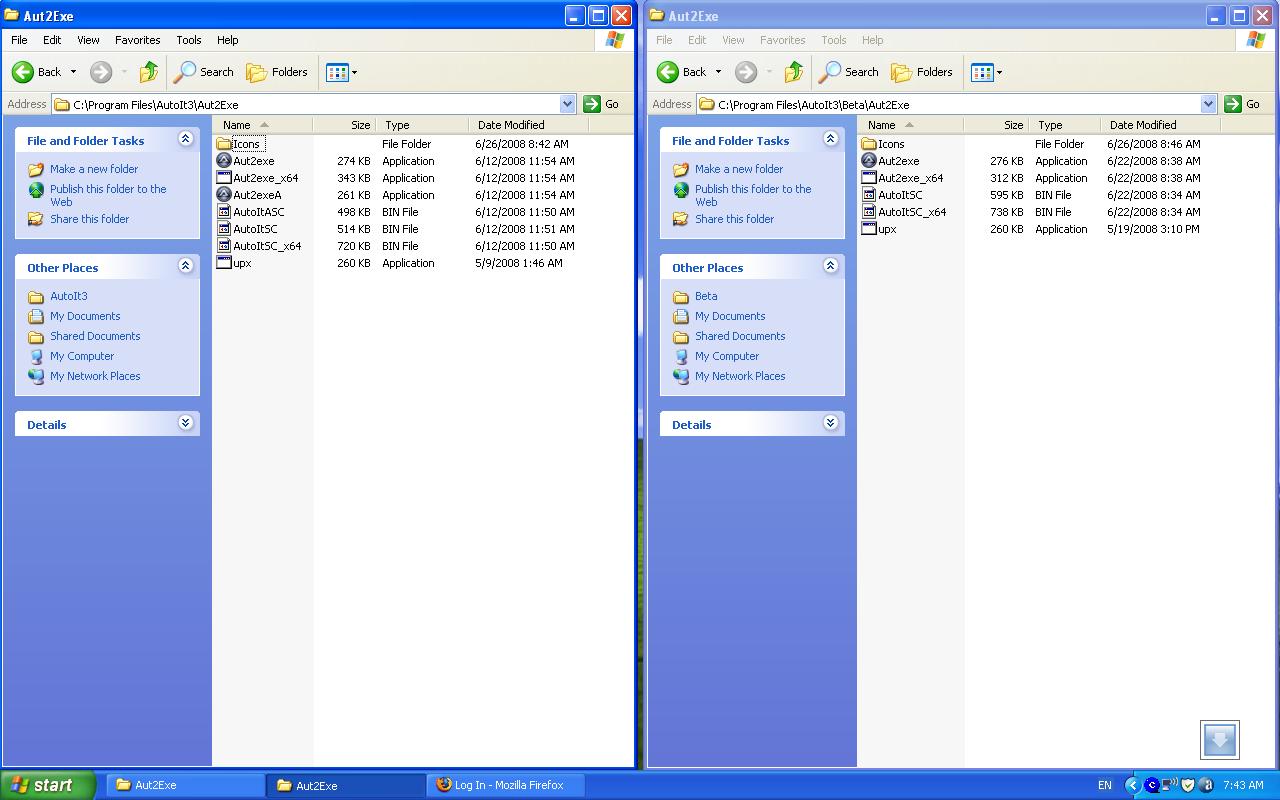 Aut2Exe
File Edit View Favorites Tools Help
Back Search Folders
Address C:\Program Files\AutoIt3\Aut2Exe Go
File and Folder Tasks
Make a new folder
Publish this folder to the
Web
Share this folder
Other Places
AutoIt3
My Documents
Shared Documents
My Computer
My Network Places
Details
Name Size Type Date Modified
Icons File Folder 6/26/2008 8:42 AM
Aut2exe 274 KB Application 6/12/2008 11:54 AM
Aut2exe_x64 343 KB Application 6/12/2008 11:54 AM
Aut2exeA 261 KB Application 6/12/2008 11:54 AM
AutoItASC 498 KB BIN File 6/12/2008 11:50 AM
AutoItSC 514 KB BIN File 6/12/2008 11:51 AM
AutoItSC_x64 720 KB BIN File 6/12/2008 11:50 AM
upx 260 KB Application 5/9/2008 1:46 AM
Aut2Exe
File Edit View Favorites Tools Help
Back Search Folders
Address C:\Program Files\AutoIt3\Beta\Aut2Exe Go
File and Folder Tasks
Make a new folder
Publish this folder to the
Web
Share this folder
Other Places
Beta
My Documents
Shared Documents
My Computer
My Network Places
Details
Name Size Type Date Modified
Icons File Folder 6/26/2008 8:46 AM
Aut2exe 276 KB Application 6/22/2008 8:38 AM
Aut2exe_x64 312 KB Application 6/22/2008 8:38 AM
AutoItSC 595 KB BIN File 6/22/2008 8:34 AM
AutoItSC_x64 738 KB BIN File 6/22/2008 8:34 AM
upx 260 KB Application 5/19/2008 3:10 PM
start Aut2Exe Aut2Exe Log In - Mozilla Firefox EN 7:43 AM